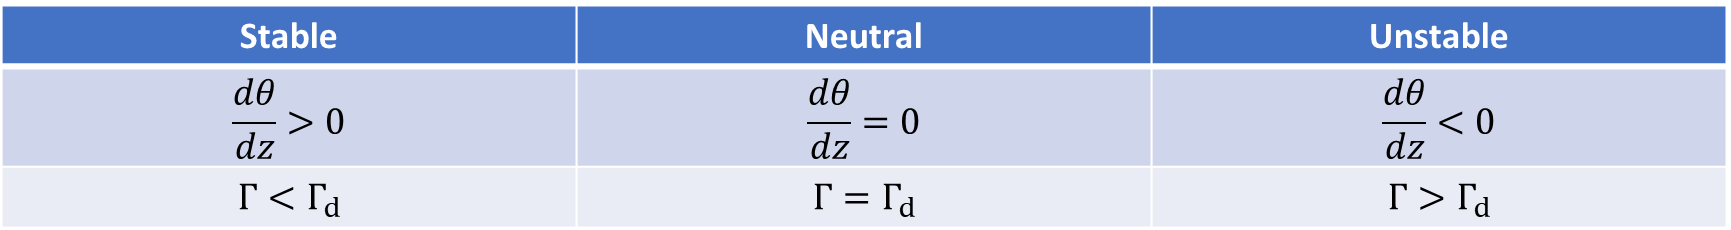 Stable Neutral Unstable
dθ/dz > 0 dθ/dz = 0 dθ/dz < 0
Γ < Γd Γ = Γd Γ > Γd